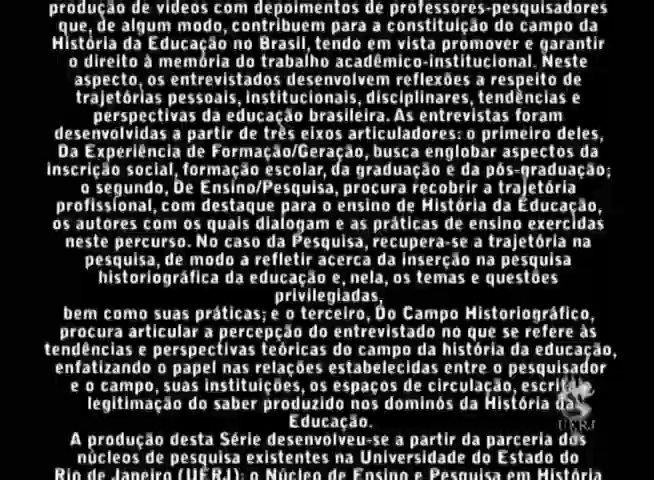 produção de vídeos com depoimentos de professores-pesquisadores
que, de algum modo, contribuem para a constituição do campo da
História da Educação no Brasil, tendo em vista promover e garantir
o direito à memória do trabalho acadêmico-institucional. Neste
aspecto, os entrevistados desenvolvem reflexões a respeito de
trajetórias pessoais, institucionais, disciplinares, tendências e
perspectivas da educação brasileira. As entrevistas foram
desenvolvidas a partir de três eixos articuladores: o primeiro deles,
Da Experiência de Formação/Geração, busca englobar aspectos da
inscrição social, formação escolar, da graduação e da pós-graduação;
o segundo, De Ensino/Pesquisa, procura recobrir a trajetória
profissional, com destaque para o ensino de História da Educação,
os autores com os quais dialogam e as práticas de ensino exercidas
neste percurso. No caso da Pesquisa, recupera-se a trajetória na
pesquisa, de modo a refletir acerca da inserção na pesquisa
historiográfica da educação e, nela, os temas e questões
privilegiadas,
bem como suas práticas; e o terceiro, Do Campo Historiográfico,
procura articular a percepção do entrevistado no que se refere às
tendências e perspectivas teóricas do campo da história da educação,
enfatizando o papel nas relações estabelecidas entre o pesquisador
e o campo, suas instituições, os espaços de circulação, escrita e
legitimação do saber produzido nos dominós da História da
Educação.
UERJ
A produção desta Série desenvolveu-se a partir da parceria dos
núcleos de pesquisa existentes na Universidade do Estado do
Rio de Janeiro (UERJ): o Núcleo de Ensino e Pesquisa em História